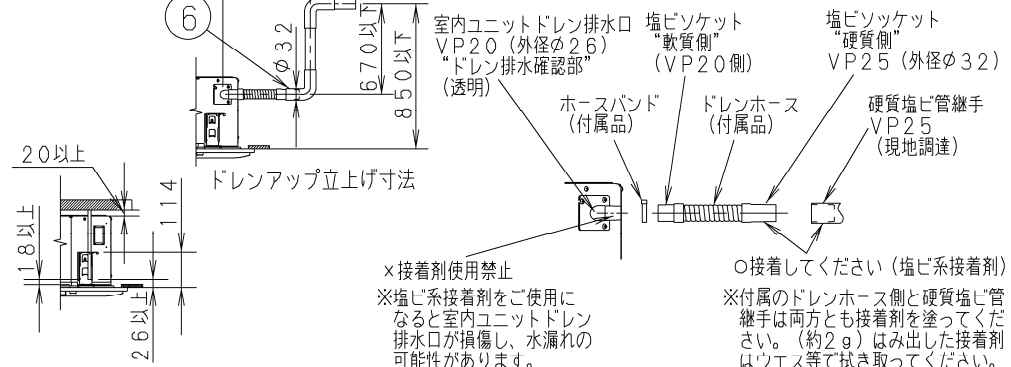 6
φ32
670以下
850以下
ドレンアップ立上げ寸法
20以上
114
18以上
26以上
室内ユニットドレン排水口
VP20（外径φ26）
“ドレン排水確認部”
（透明）
塩ビソケット
“軟質側”
（VP20側）
塩ビソッケット
“硬質側”
VP25（外径φ32）
ホースバンド
（付属品）
ドレンホース
（付属品）
硬質塩ビ管継手
VP25
（現地調達）
×接着剤使用禁止
※塩ビ系接着剤をご使用に
なると室内ユニットドレン
排水口が損傷し、水漏れの
可能性があります。
○接着してください（塩ビ系接着剤）
※付属のドレンホース側と硬質塩ビ管
継手は両方とも接着剤を塗ってくだ
さい。（約2g）はみ出した接着剤
はウエス等で拭き取ってください。